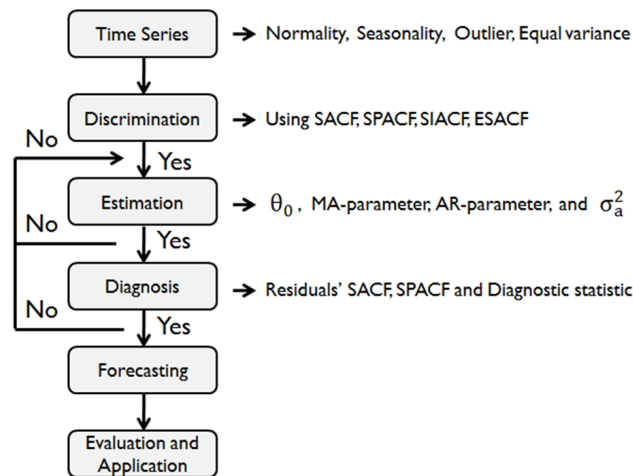 Time Series
Normality, Seasonality, Outlier, Equal variance
Discrimination
Using SACF, SPACF, SIACF, ESACF
No
Yes
Estimation
θ₀ , MA-parameter, AR-parameter, and σₐ²
No
Yes
Diagnosis
Residuals' SACF, SPACF and Diagnostic statistic
No
Yes
Forecasting
Evaluation and
Application